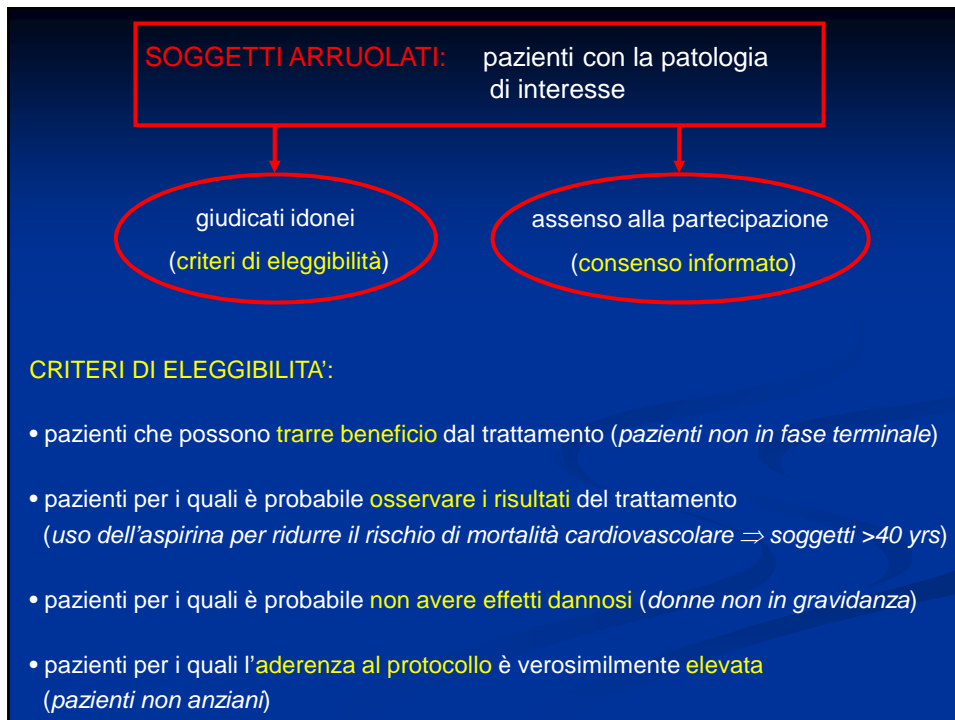 SOGGETTI ARRUOLATI: pazienti con la patologia
di interesse
giudicati idonei
(criteri di eleggibilità)
assenso alla partecipazione
(consenso informato)
CRITERI DI ELEGGIBILITA’:
• pazienti che possono trarre beneficio dal trattamento (pazienti non in fase terminale)
• pazienti per i quali è probabile osservare i risultati del trattamento
(uso dell’aspirina per ridurre il rischio di mortalità cardiovascolare ⇒ soggetti >40 yrs)
• pazienti per i quali è probabile non avere effetti dannosi (donne non in gravidanza)
• pazienti per i quali l’aderenza al protocollo è verosimilmente elevata
(pazienti non anziani)